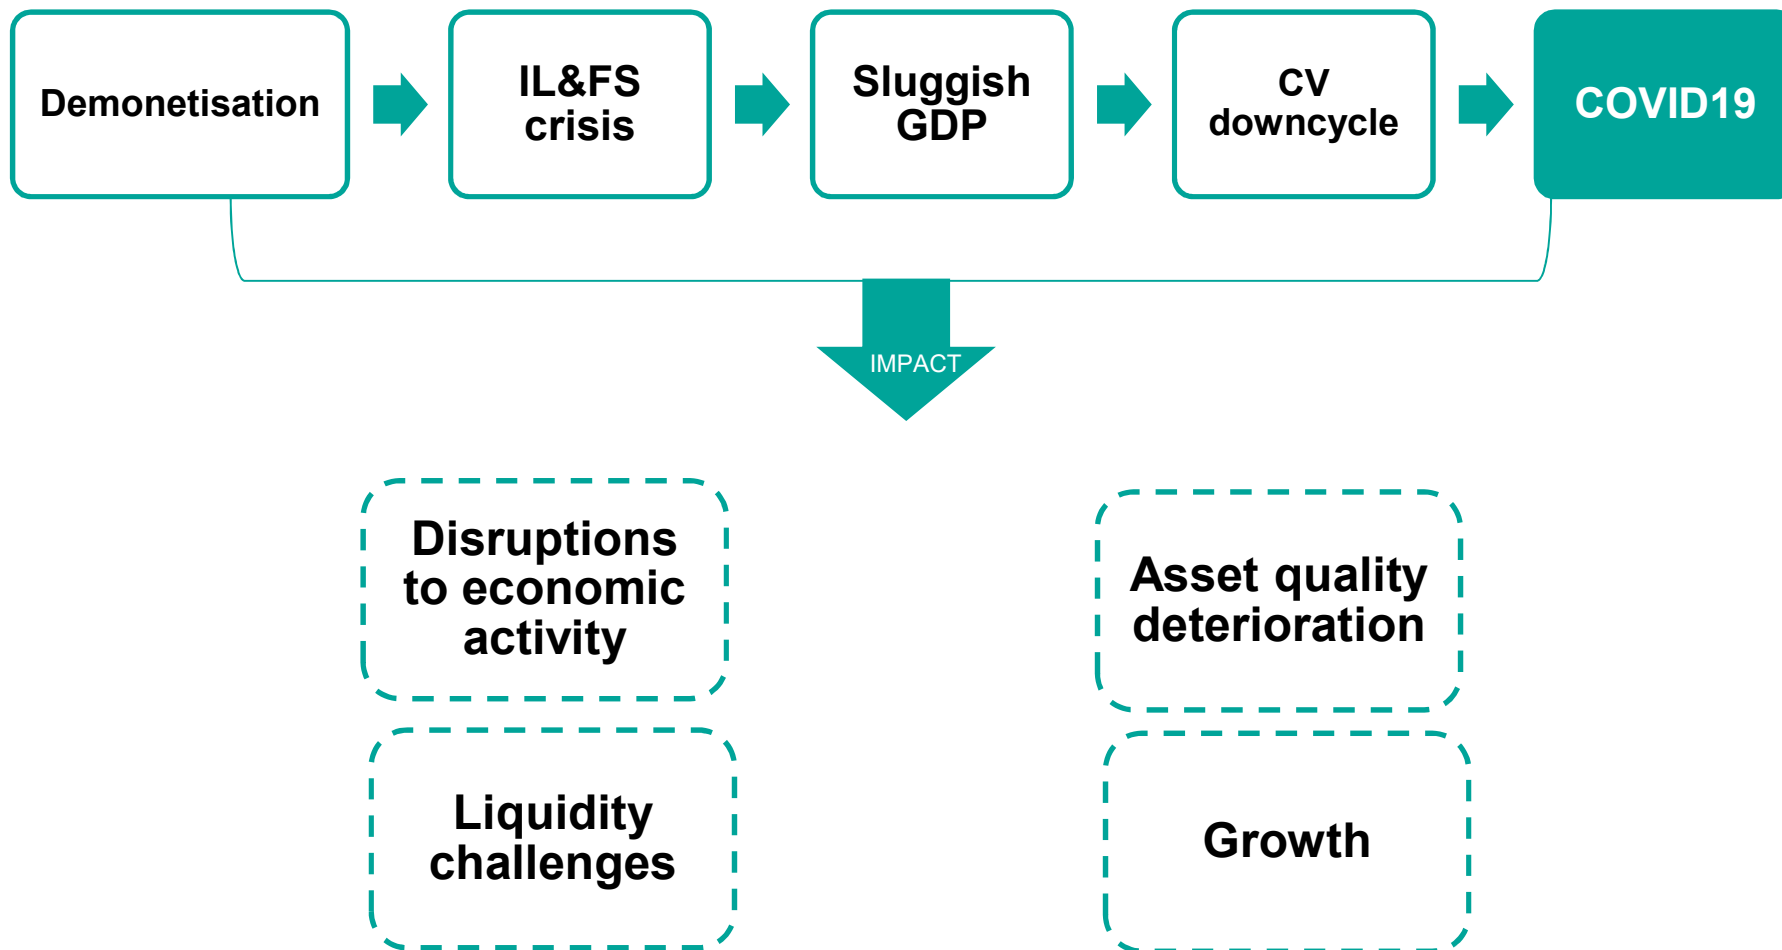 Demonetisation
IL&FS
crisis
Sluggish
GDP
CV
downcycle
COVID19
IMPACT
Disruptions
to economic
activity
Asset quality
deterioration
Liquidity
challenges
Growth